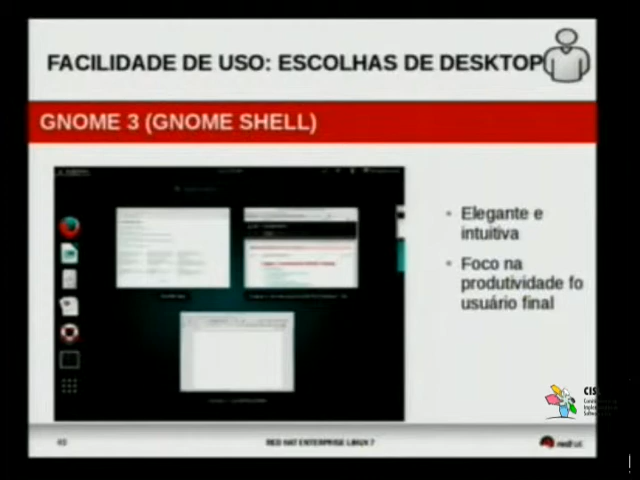 FACILIDADE DE USO: ESCOLHAS DE DESKTOP
GNOME 3 (GNOME SHELL)
• Elegante e
intuitiva
• Foco na
produtividade fo
usuário final
CIS
RED HAT ENTERPRISE LINUX 7
redhat